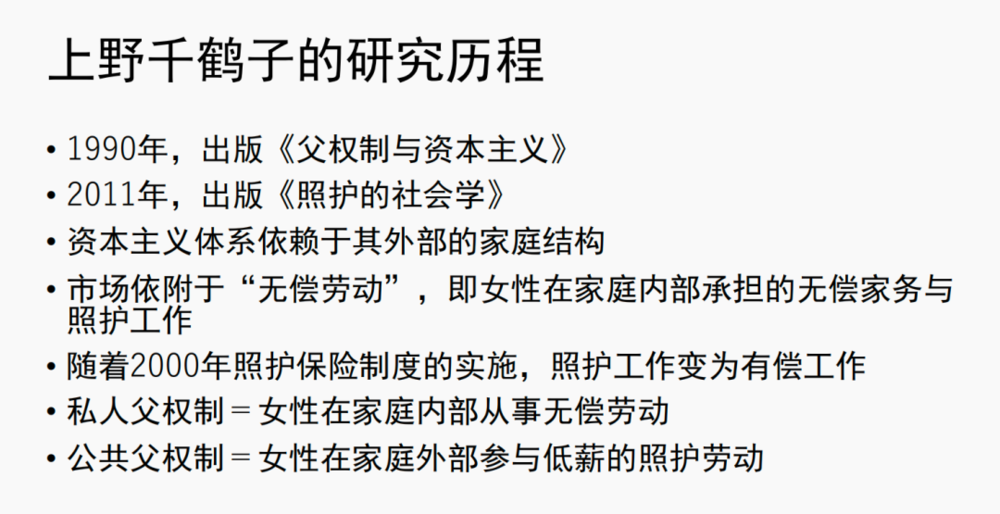 上野千鹤子的研究历程
• 1990年，出版《父权制与资本主义》
• 2011年，出版《照护的社会学》
• 资本主义体系依赖于其外部的家庭结构
• 市场依附于“无偿劳动”，即女性在家庭内部承担的无偿家务与
照护工作
• 随着2000年照护保险制度的实施，照护工作变为有偿工作
• 私人父权制＝女性在家庭内部从事无偿劳动
• 公共父权制＝女性在家庭外部参与低薪的照护劳动